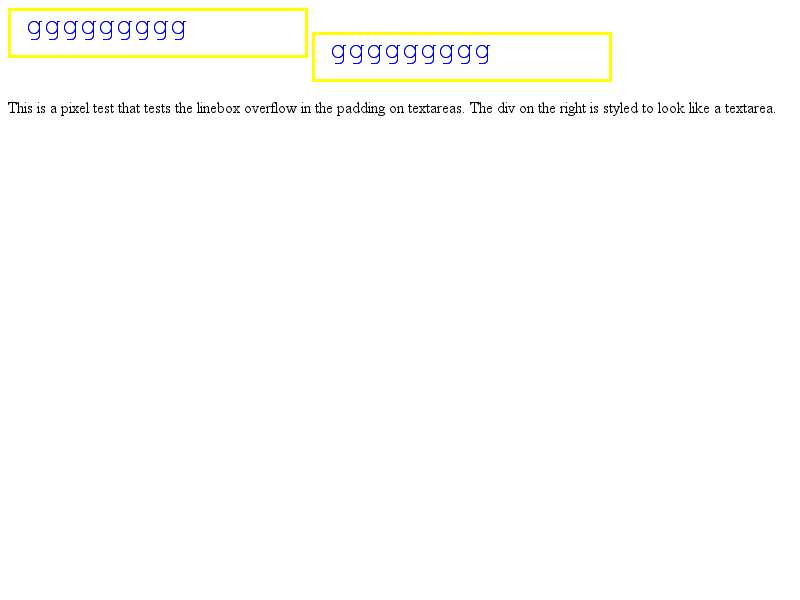 ggggggggg
ggggggggg
This is a pixel test that tests the linebox overflow in the padding on textareas. The div on the right is styled to look like a textarea.